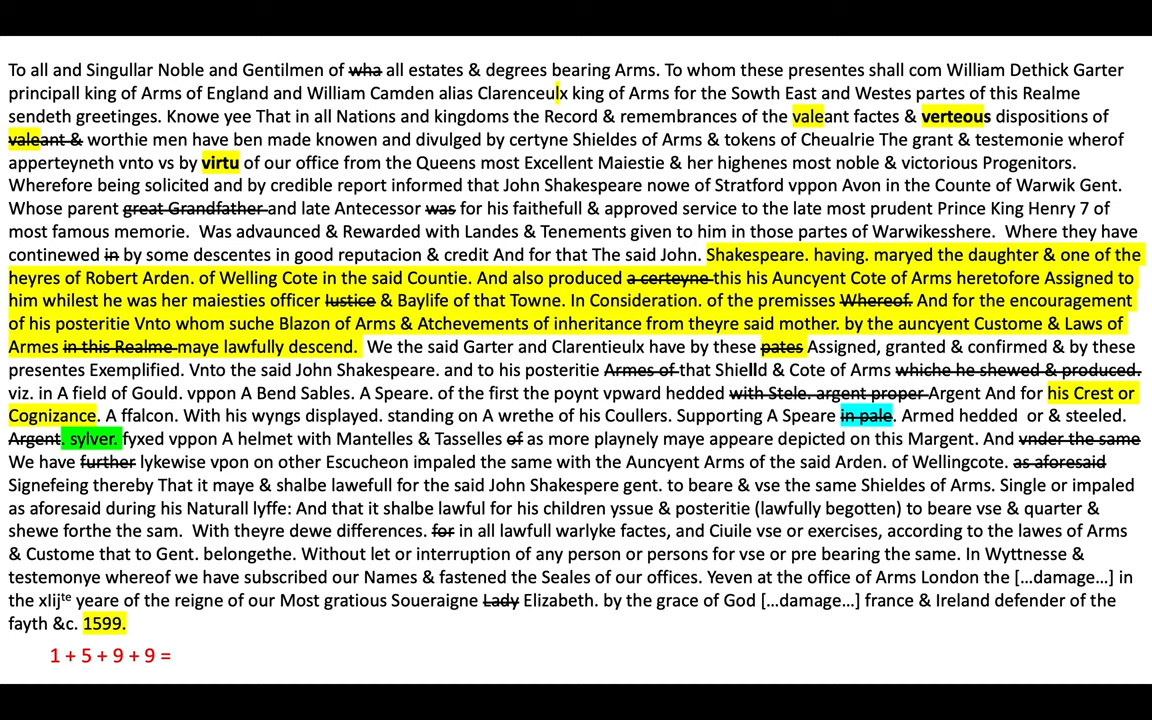 To all and Singullar Noble and Gentilmen of wha all estates & degrees bearing Arms. To whom these presentes shall com William Dethick Garter
principall king of Arms of England and William Camden alias Clarenceulx king of Arms for the Sowth East and Westes partes of this Realme
sendeth greetinges. Knowe yee That in all Nations and kingdoms the Record & remembrances of the valeant factes & verteous dispositions of
valeant & worthie men have ben made knowen and divulged by certyne Shieldes of Arms & tokens of Cheualrie The grant & testemonie wherof
apperteyneth vnto vs by virtu of our office from the Queens most Excellent Maiestie & her highenes most noble & victorious Progenitors.
Wherefore being solicited and by credible report informed that John Shakespeare nowe of Stratford vppon Avon in the Counte of Warwik Gent.
Whose parent great Grandfather and late Antecessor was for his faithefull & approved service to the late most prudent Prince King Henry 7 of
most famous memorie. Was advaunced & Rewarded with Landes & Tenements given to him in those partes of Warwikesshere. Where they have
continewed in by some descentes in good reputacion & credit And for that The said John. Shakespeare. having. maryed the daughter & one of the
heyres of Robert Arden. of Welling Cote in the said Countie. And also produced a certeyne this his Auncyent Cote of Arms heretofore Assigned to
him whilest he was her maiesties officer Iustice & Baylife of that Towne. In Consideration. of the premisses Whereof. And for the encouragement
of his posteritie Vnto whom suche Blazon of Arms & Atchevements of inheritance from theyre said mother. by the auncyent Custome & Laws of
Armes in this Realme maye lawfully descend. We the said Garter and Clarentieulx have by these pates Assigned, granted & confirmed & by these
presentes Exemplified. Vnto the said John Shakespeare. and to his posteritie Armes of that Shielld & Cote of Arms whiche he shewed & produced.
viz. in A field of Gould. vppon A Bend Sables. A Speare. of the first the poynt vpward hedded with Stele. argent proper Argent And for his Crest or
Cognizance. A ffalcon. With his wyngs displayed. standing on A wrethe of his Coullers. Supporting A Speare in pale. Armed hedded or & steeled.
Argent. sylver. fyxed vppon A helmet with Mantelles & Tasselles of as more playnely maye appeare depicted on this Margent. And vnder the same
We have further lykewise vpon on other Escucheon impaled the same with the Auncyent Arms of the said Arden. of Wellingcote. as aforesaid
Signefeing thereby That it maye & shalbe lawefull for the said John Shakespere gent. to beare & vse the same Shieldes of Arms. Single or impaled
as aforesaid during his Naturall lyffe: And that it shalbe lawful for his children yssue & posteritie (lawfully begotten) to beare vse & quarter &
shewe forthe the sam. With theyre dewe differences. for in all lawfull warlyke factes, and Ciuile vse or exercises, according to the lawes of Arms
& Custome that to Gent. belongethe. Without let or interruption of any person or persons for vse or pre bearing the same. In Wyttnesse &
testemonye whereof we have subscribed our Names & fastened the Seales of our offices. Yeven at the office of Arms London the [...damage...] in
the xlijte yeare of the reigne of our Most gratious Soueraigne Lady Elizabeth. by the grace of God [...damage...] france & Ireland defender of the
fayth &c. 1599.
1 + 5 + 9 + 9 =